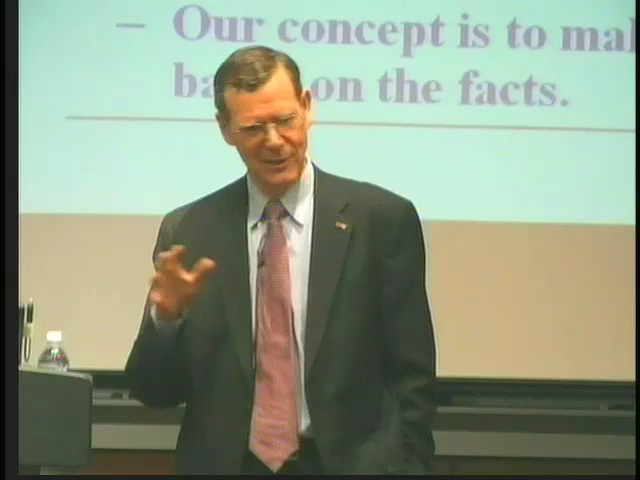 – Our concept is to
on the facts.